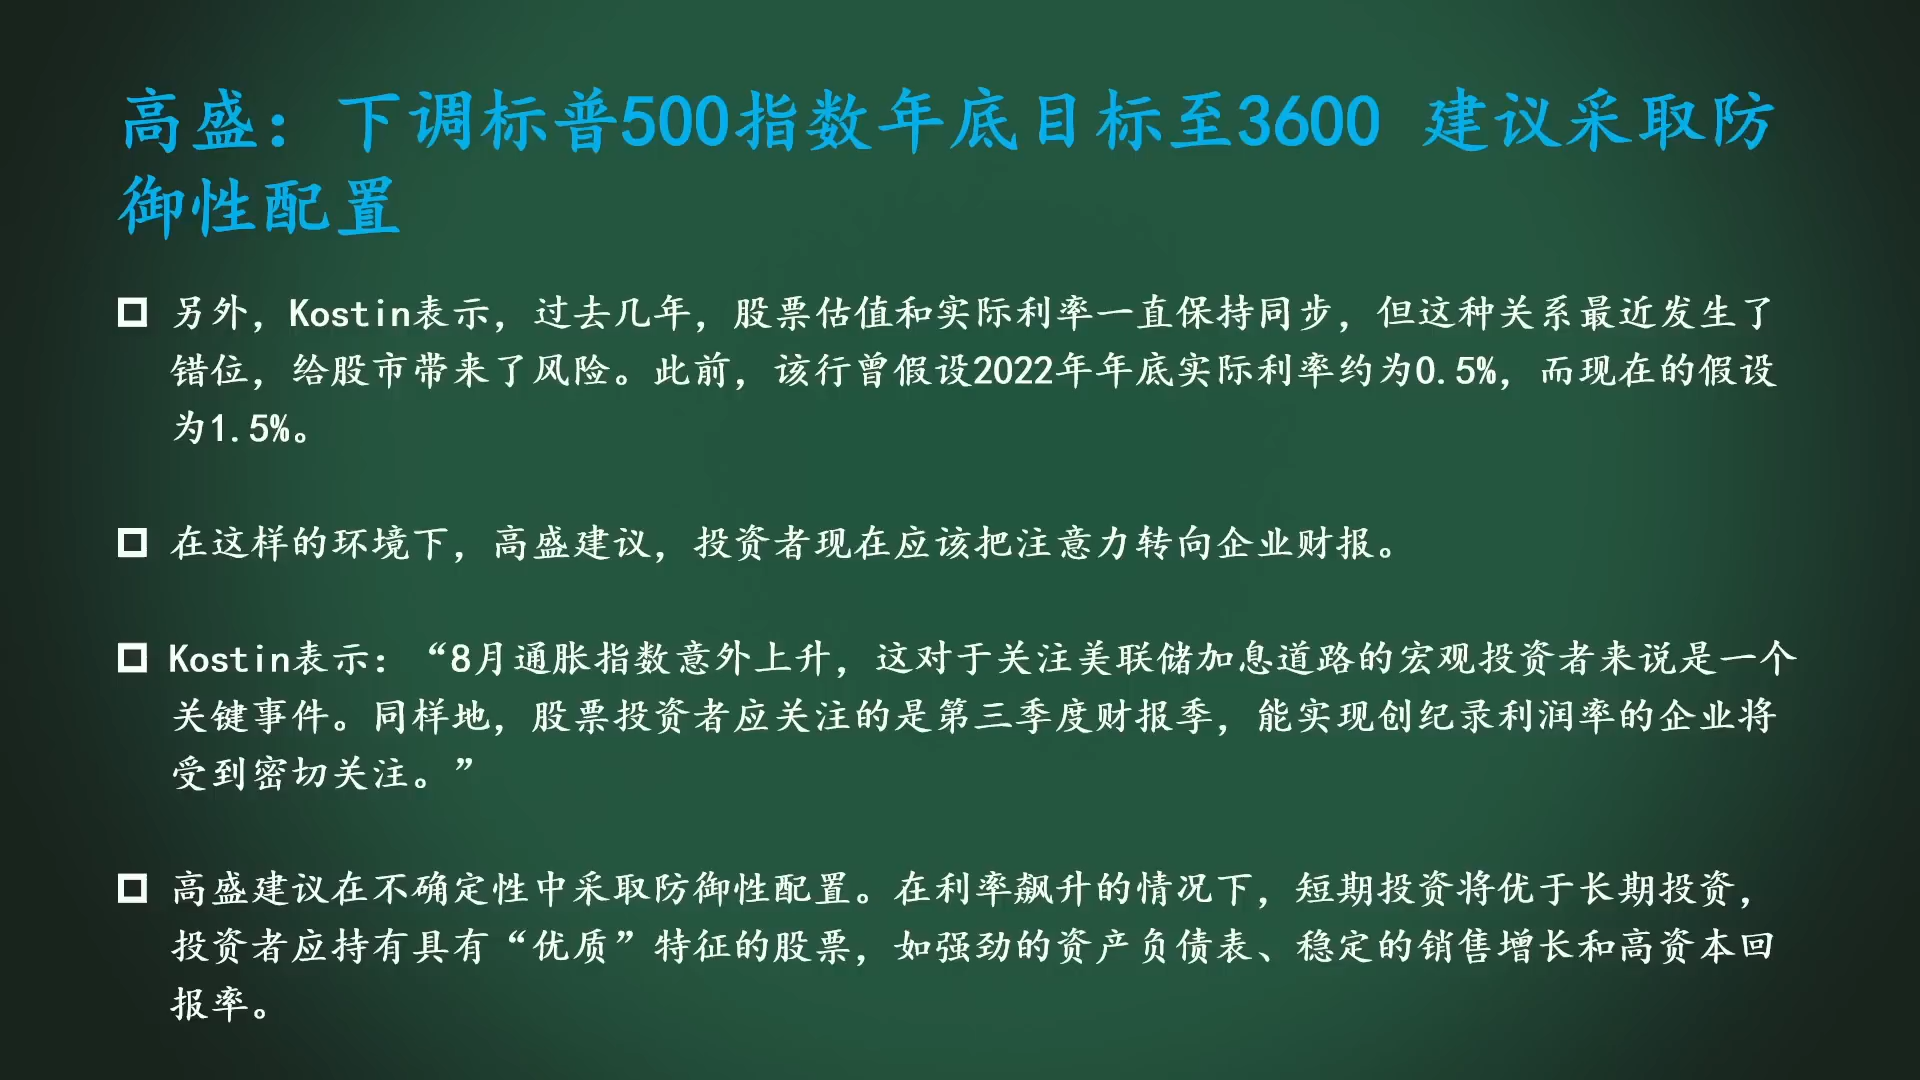 高盛：下调标普500指数年底目标至3600 建议采取防
御性配置
另外，Kostin表示，过去几年，股票估值和实际利率一直保持同步，但这种关系最近发生了
错位，给股市带来了风险。此前，该行曾假设2022年年底实际利率约为0.5%，而现在的假设
为1.5%。
在这样的环境下，高盛建议，投资者现在应该把注意力转向企业财报。
Kostin表示：“8月通胀指数意外上升，这对于关注美联储加息道路的宏观投资者来说是一个
关键事件。同样地，股票投资者应关注的是第三季度财报季，能实现创纪录利润率的企业将
受到密切关注。”
高盛建议在不确定性中采取防御性配置。在利率飙升的情况下，短期投资将优于长期投资，
投资者应持有具有“优质”特征的股票，如强劲的资产负债表、稳定的销售增长和高资本回
报率。